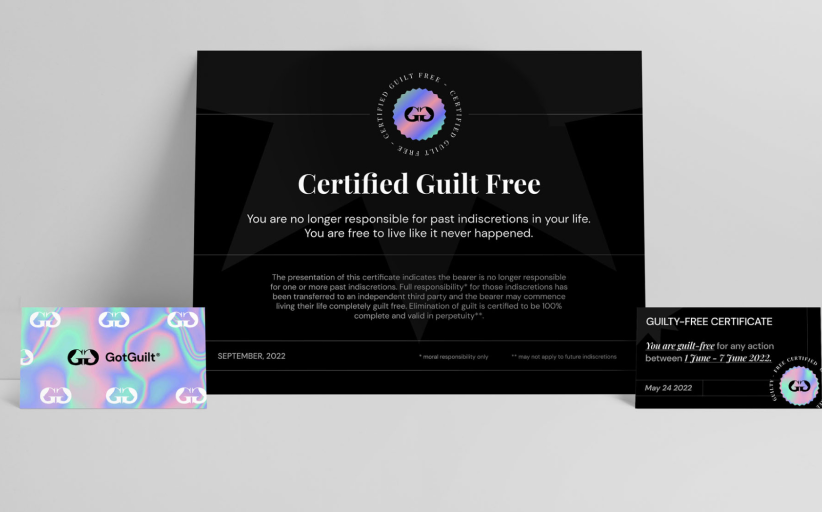 CERTIFIED GUILT FREE - CERTIFIED GUILT FREE -
Certified Guilt Free
You are no longer responsible for past indiscretions in your life.
You are free to live like it never happened.
The presentation of this certificate indicates the bearer is no longer responsible
for one or more past indiscretions. Full responsibility* for those indiscretions has
been transferred to an independent third party and the bearer may commence
living their life completely guilt free. Elimination of guilt is certified to be 100%
complete and valid in perpetuity**.
SEPTEMBER, 2022
* moral responsibility only
** may not apply to future indiscretions
GotGuilt®
GUILTY-FREE CERTIFICATE
You are guilt-free for any action
between 1 June - 7 June 2022.
May 24 2022